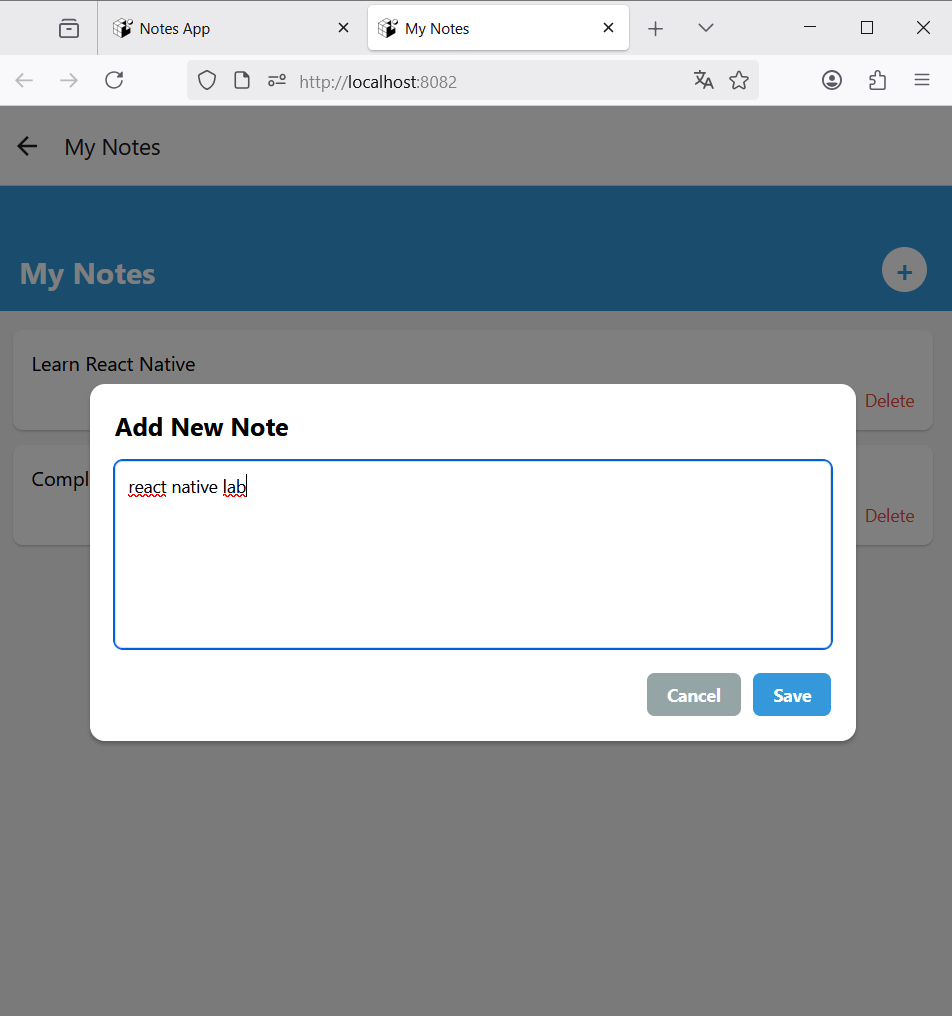 Notes App
My Notes
http://localhost:8082
My Notes
My Notes
+
Learn React Native
Delete
Compl
Delete
Add New Note
react native lab
Cancel
Save